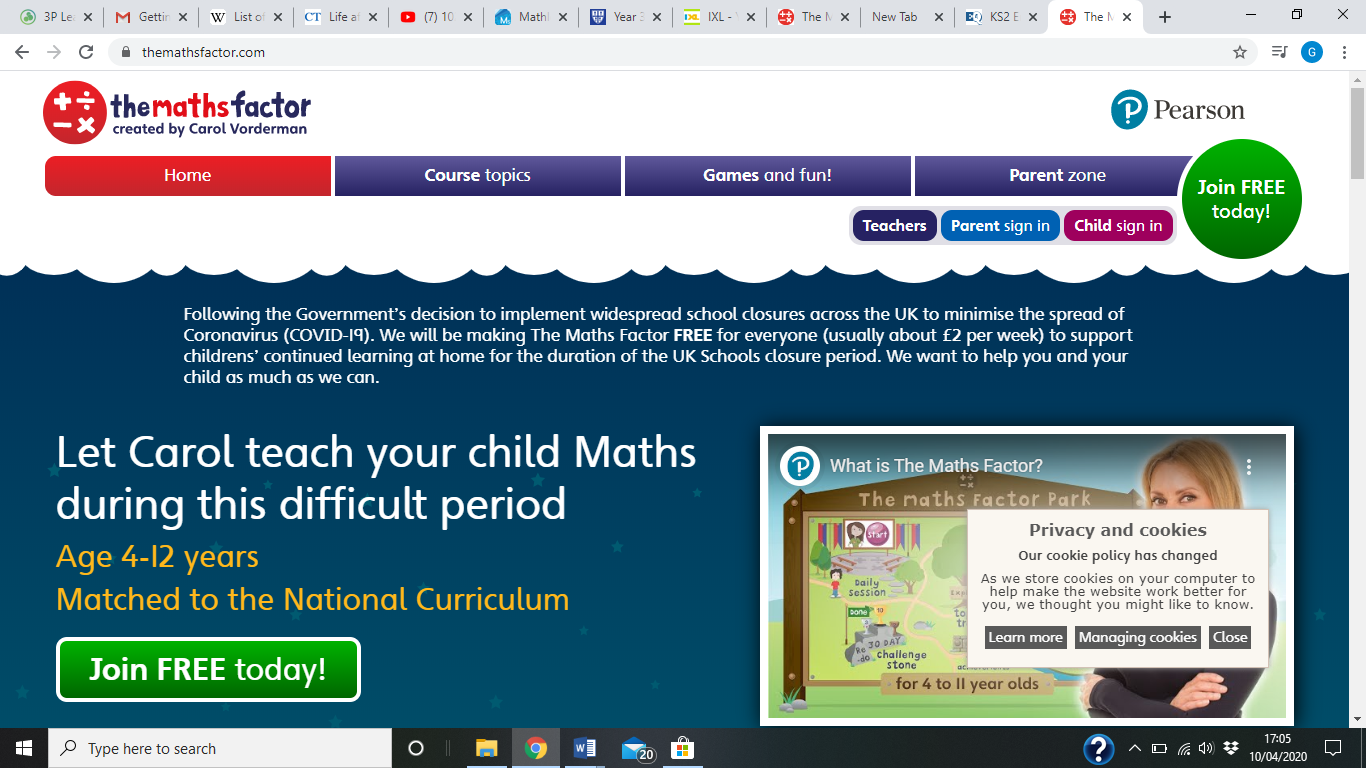 3P Lea
Gettin
List of
Life af
(7) 10
Math
Year 3
IXL -
The M
New Tab
KS2 E
The M
themathsfactor.com
G
themathsfactor
created by Carol Vorderman
Pearson
Home
Course topics
Games and fun!
Parent zone
Join FREE
today!
Teachers
Parent sign in
Child sign in
Following the Government's decision to implement widespread school closures across the UK to minimise the spread of
Coronavirus (COVID-19). We will be making The Maths Factor FREE for everyone (usually about £2 per week) to support
childrens' continued learning at home for the duration of the UK Schools closure period. We want to help you and your
child as much as we can.
Let Carol teach your child Maths
during this difficult period
Age 4-12 years
Matched to the National Curriculum
Join FREE today!
What is The Maths Factor?
The maths Factor Park
start
Daily
session
Done
10
30 DAY
Re-do
challenge
stone
for 4 to 11 year olds
Privacy and cookies
Our cookie policy has changed
As we store cookies on your computer to
help make the website work better for
you, we thought you might like to know.
Learn more
Managing cookies
Close
Type here to search
20
17:05
10/04/2020